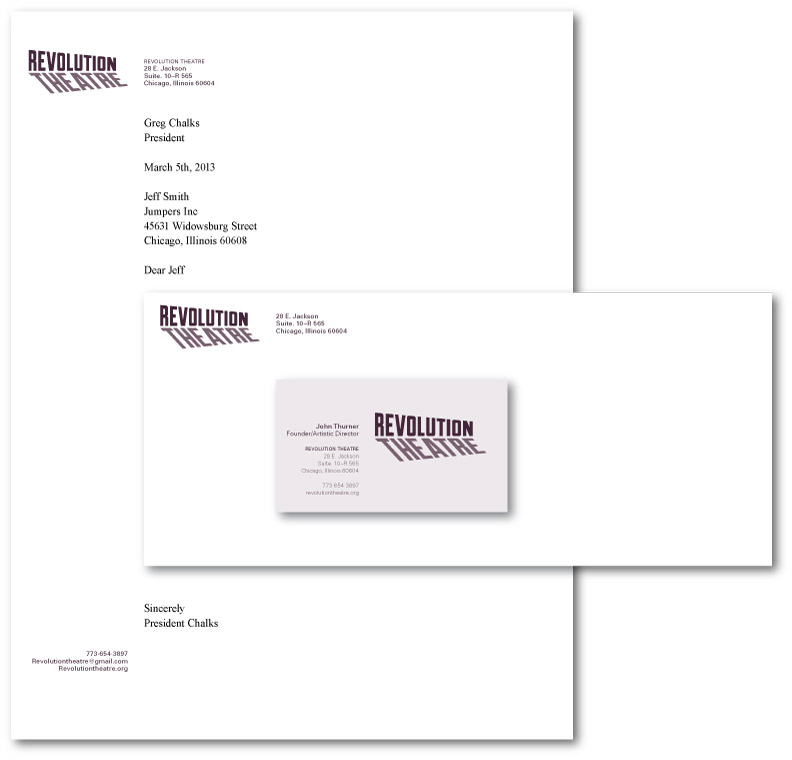 REVOLUTION
THEATRE
REVOLUTION THEATRE
28 E. Jackson
Suite. 10–R 565
Chicago, Illinois 60604
Greg Chalks
President
March 5th, 2013
Jeff Smith
Jumpers Inc
45631 Widowsburg Street
Chicago, Illinois 60608
Dear Jeff
REVOLUTION
THEATRE
28 E. Jackson
Suite. 10–R 565
Chicago, Illinois 60604
John Thurner
Founder/Artistic Director
REVOLUTION THEATRE
28 E. Jackson
Suite. 10–R 565
Chicago, Illinois 60604
773·654·3897
revolutiontheatre.org
REVOLUTION
THEATRE
Sincerely
President Chalks
773·654·3897
Revolutiontheatre@gmail.com
Revolutiontheatre.org